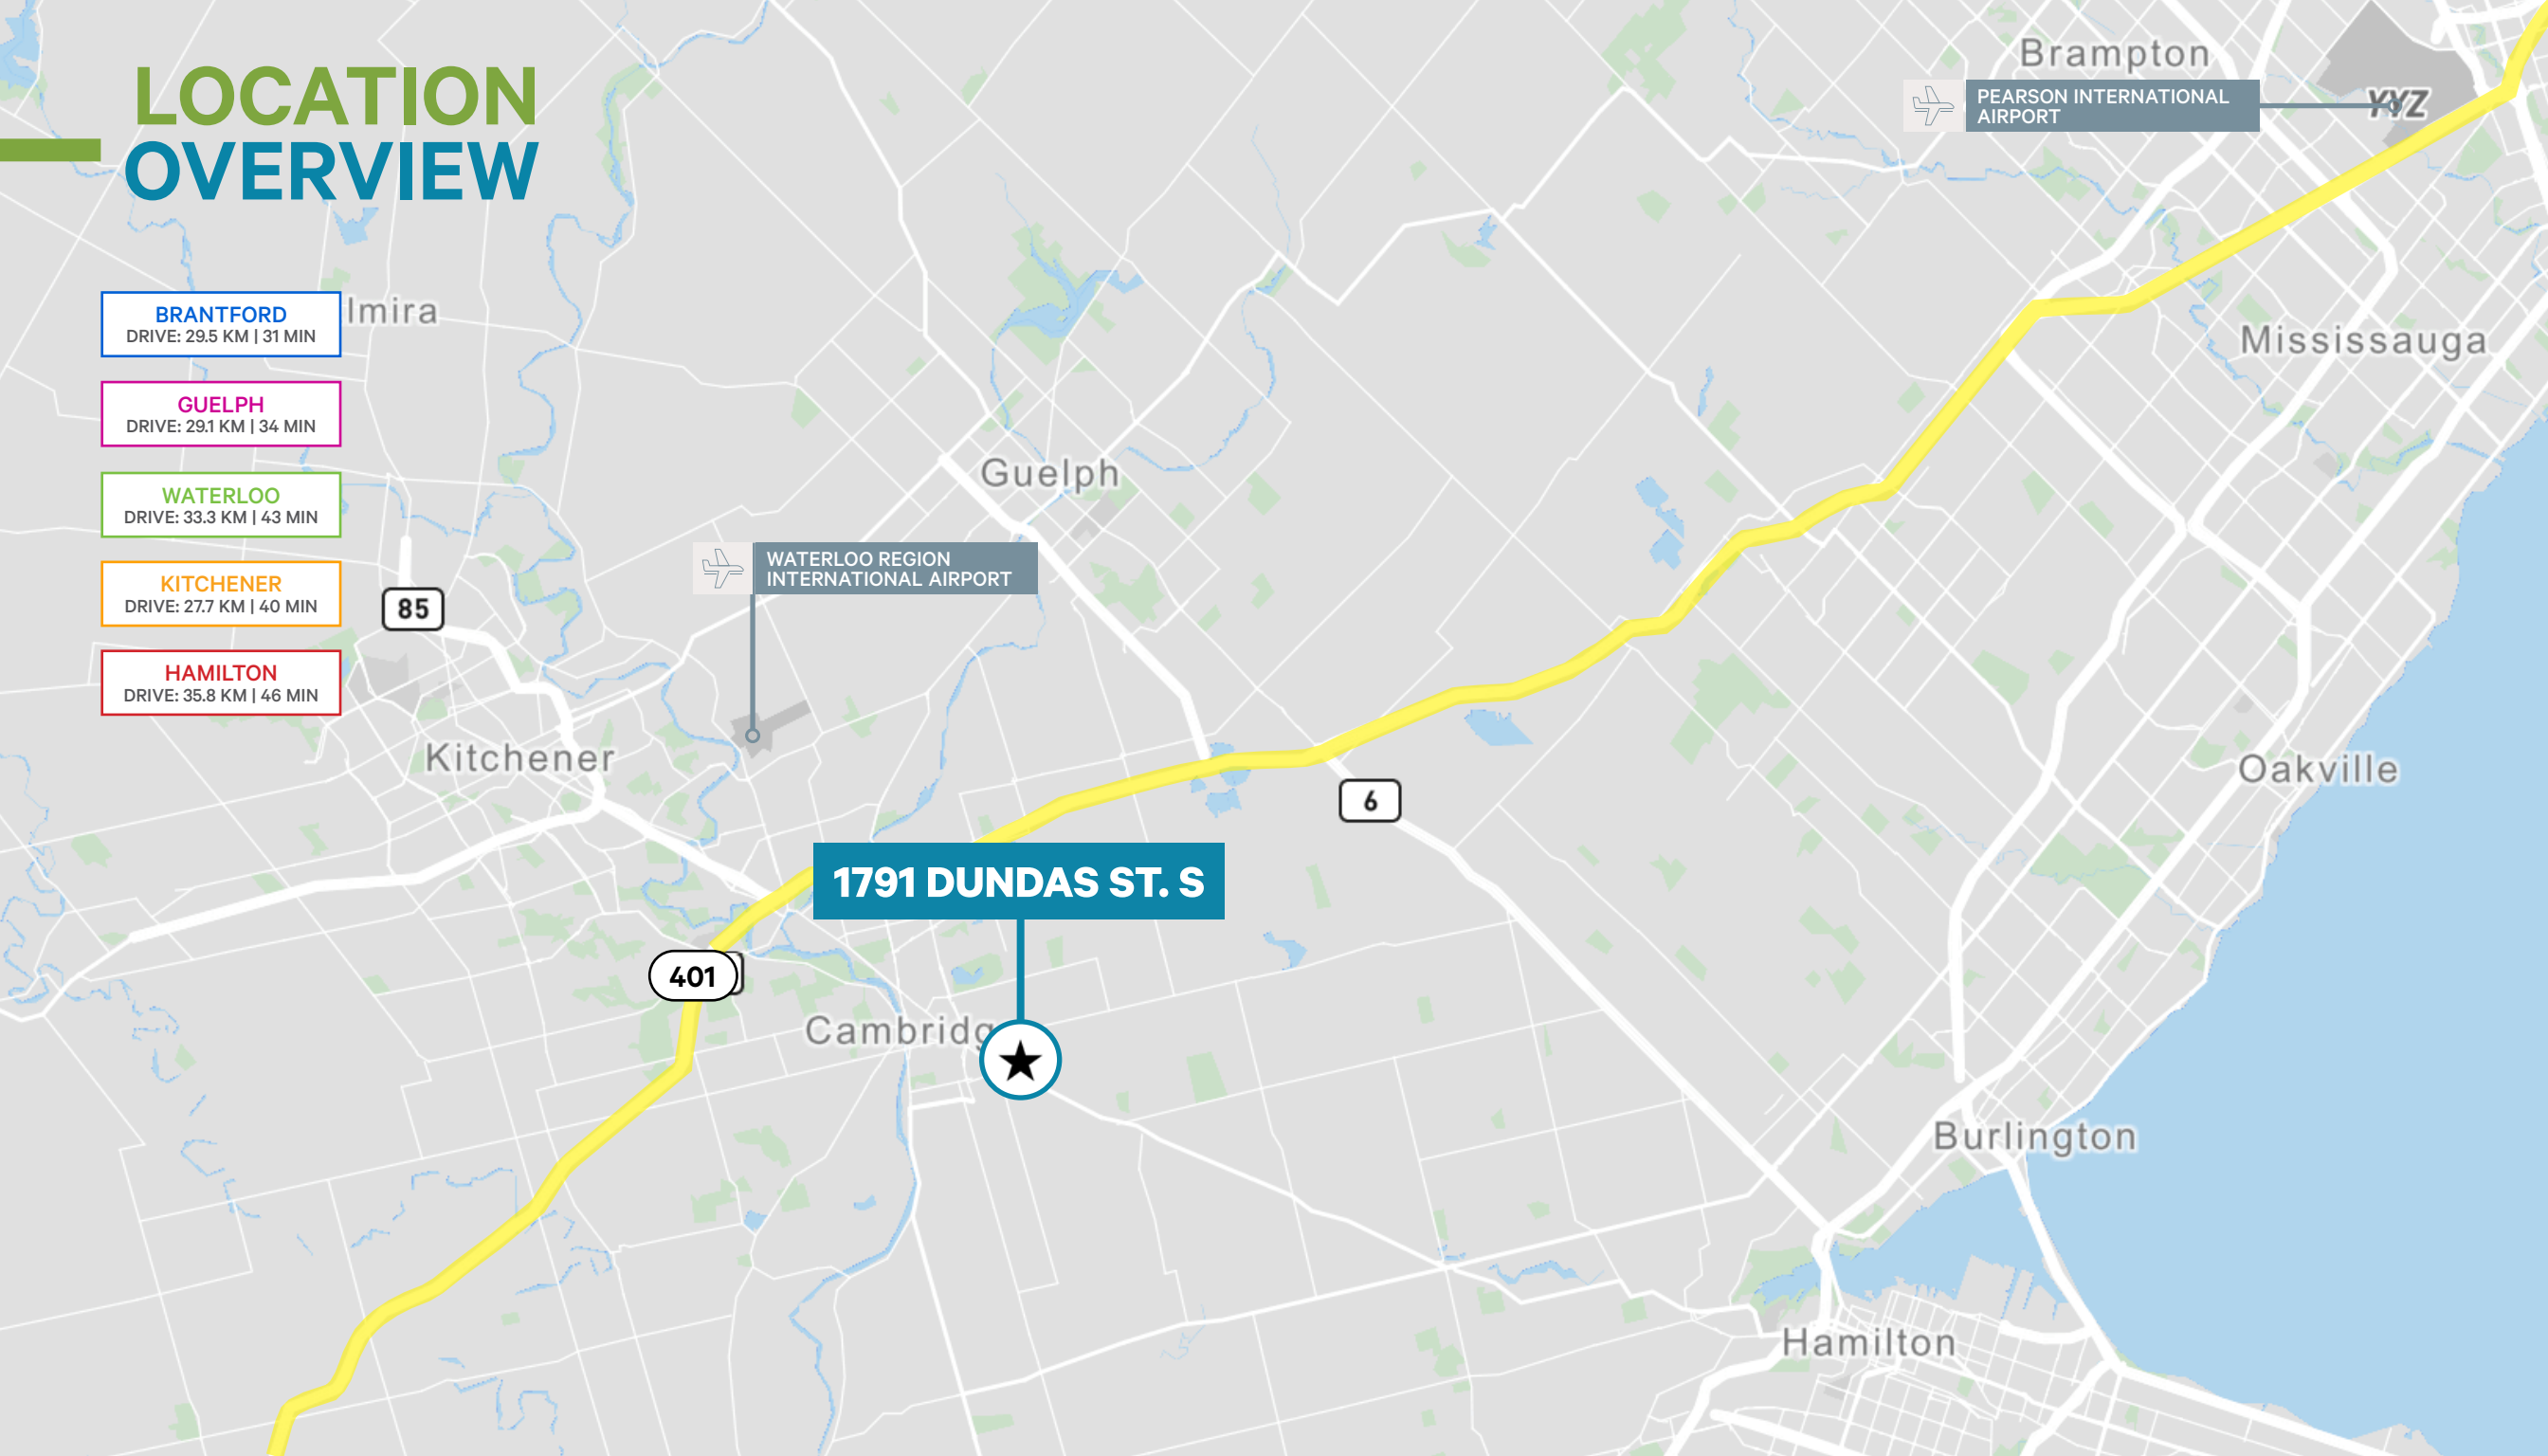 LOCATION
OVERVIEW
BRANTFORD
DRIVE: 29.5 KM | 31 MIN
GUELPH
DRIVE: 29.1 KM | 34 MIN
WATERLOO
DRIVE: 33.3 KM | 43 MIN
KITCHENER
DRIVE: 27.7 KM | 40 MIN
HAMILTON
DRIVE: 35.8 KM | 46 MIN
lmira
Brampton
PEARSON INTERNATIONAL
AIRPORT
YYZ
Mississauga
Guelph
WATERLOO REGION
INTERNATIONAL AIRPORT
85
Kitchener
6
Oakville
1791 DUNDAS ST. S
401
Cambridg
Burlington
Hamilton